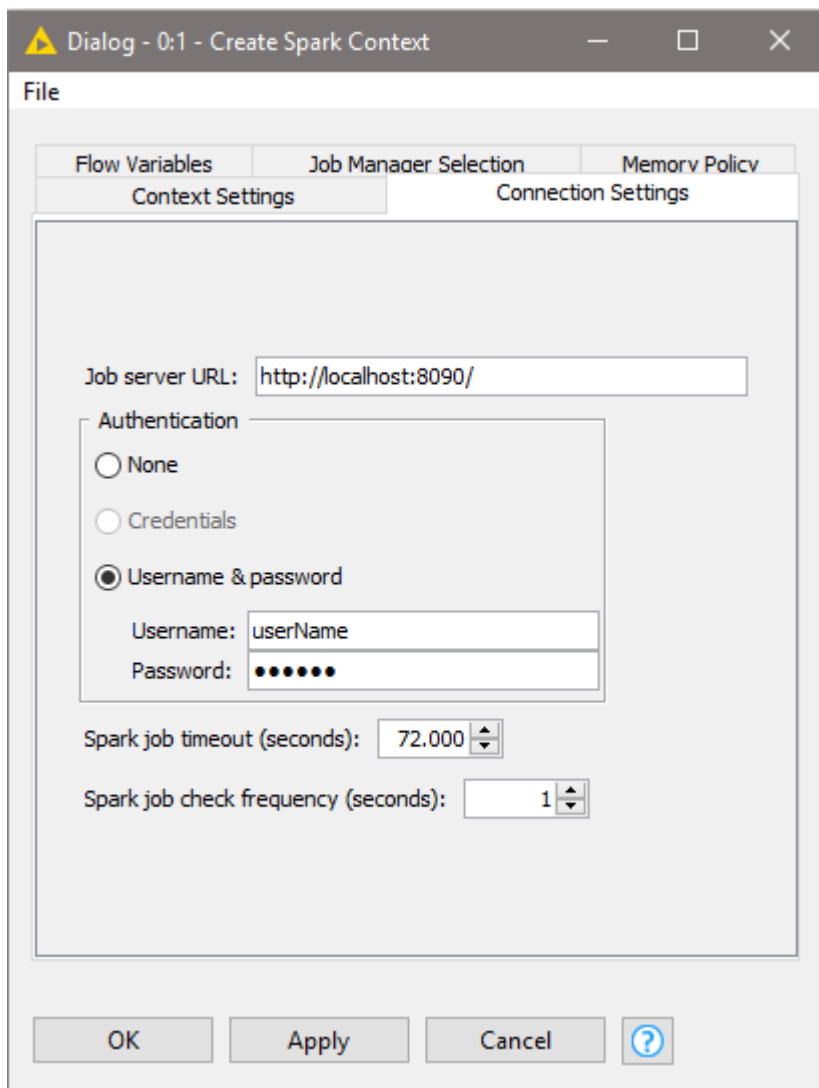 Dialog - 0:1 - Create Spark Context
File
Flow Variables Job Manager Selection Memory Policy
Context Settings Connection Settings
Job server URL: http://localhost:8090/
Authentication
None
Credentials
Username & password
Username: userName
Password: ●●●●●●
Spark job timeout (seconds): 72.000
Spark job check frequency (seconds): 1
OK Apply Cancel ?